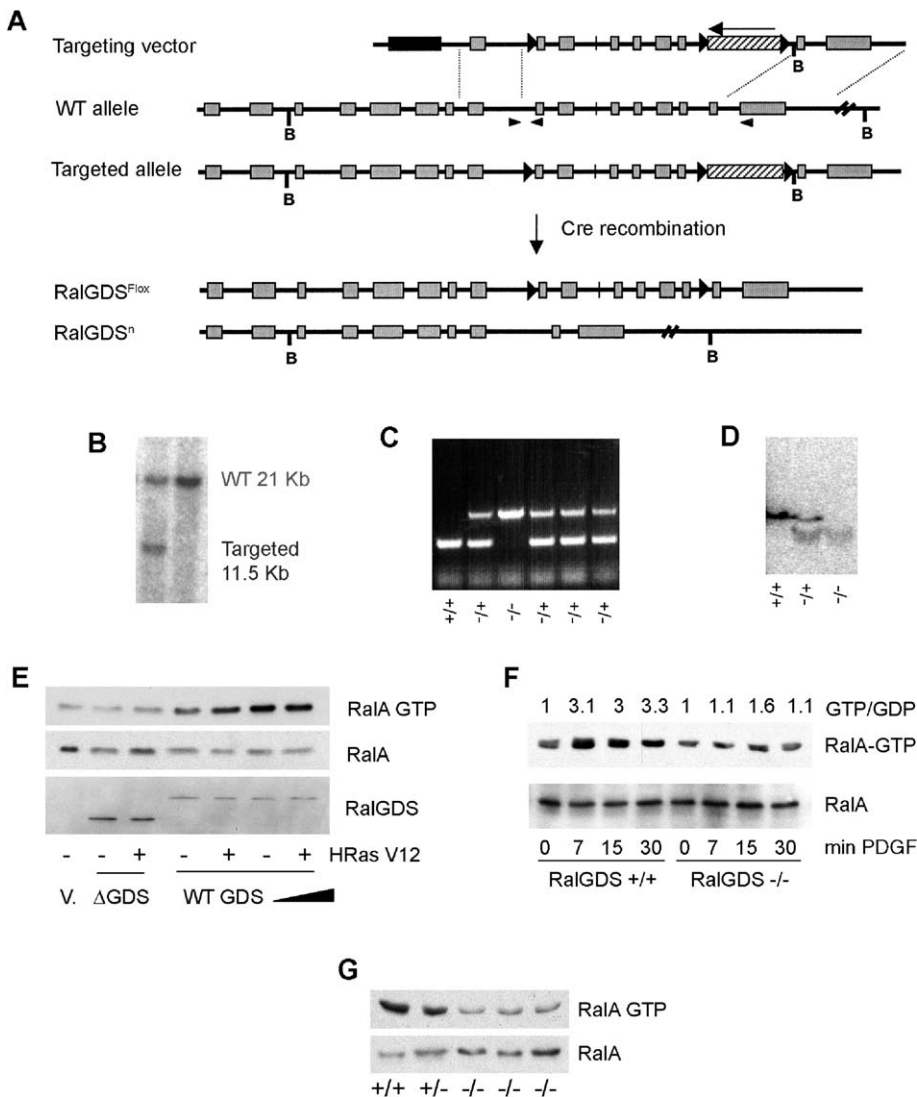 A
Targeting vector
B
WT allele
B
B
Targeted allele
B
B
Cre recombination
RalGDS^Flox
RalGDS^n
B
B
B
WT 21 Kb
Targeted
11.5 Kb
C
+/+ -/+ -/- -/+ -/+ -/+
D
+/+ -/+ -/-
E
RalA GTP
RalA
RalGDS
- - + - + - + HRas V12
V. ΔGDS WT GDS
F
1 3.1 3 3.3 1 1.1 1.6 1.1 GTP/GDP
RalA-GTP
RalA
0 7 15 30 0 7 15 30 min PDGF
RalGDS +/+ RalGDS -/-
G
RalA GTP
RalA
+/+ +/- -/- -/- -/-